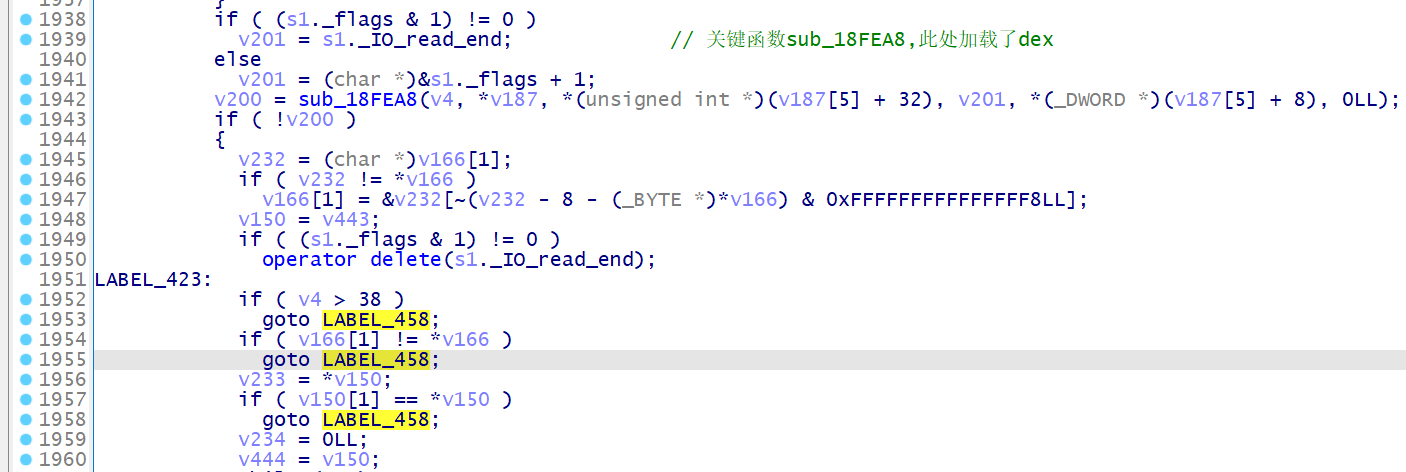 1937 }
1938 if ( (s1._flags & 1) != 0 )
1939 v201 = s1._IO_read_end; // 关键函数sub_18FEA8,此处加载了dex
1940 else
1941 v201 = (char *)&s1._flags + 1;
1942 v200 = sub_18FEA8(v4, *v187, *(unsigned int *)(v187[5] + 32), v201, *(_DWORD *)(v187[5] + 8), 0LL);
1943 if ( !v200 )
1944 {
1945 v232 = (char *)v166[1];
1946 if ( v232 != *v166 )
1947 v166[1] = &v232[~(v232 - 8 - (_BYTE *)*v166) & 0xFFFFFFFFFFFFFFF8LL];
1948 v150 = v443;
1949 if ( (s1._flags & 1) != 0 )
1950 operator delete(s1._IO_read_end);
1951 LABEL_423:
1952 if ( v4 > 38 )
1953 goto LABEL_458;
1954 if ( v166[1] != *v166 )
1955 goto LABEL_458;
1956 v233 = *v150;
1957 if ( v150[1] == *v150 )
1958 goto LABEL_458;
1959 v234 = 0LL;
1960 v444 = v150;